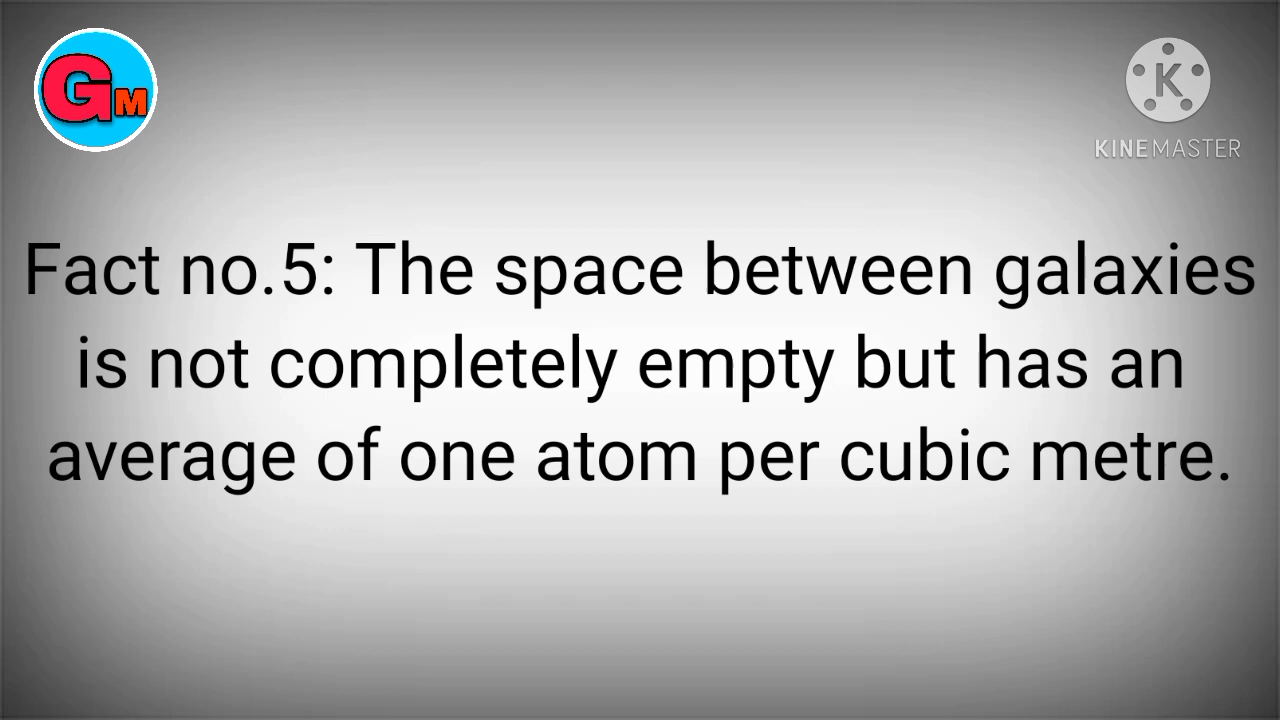 GM
K
KINEMASTER
Fact no.5: The space between galaxies
is not completely empty but has an
average of one atom per cubic metre.